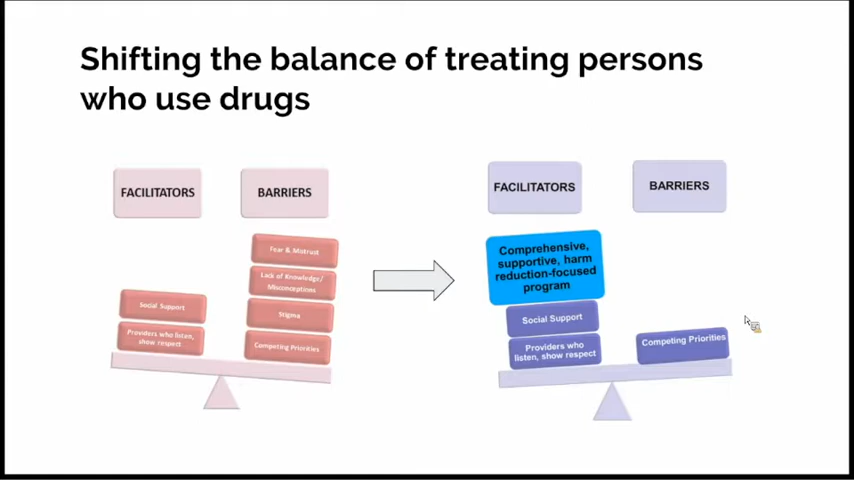 Shifting the balance of treating persons
who use drugs
FACILITATORS
BARRIERS
Fear & Mistrust
Lack of Knowledge/
Misconceptions
Stigma
Competing Priorities
Social Support
Providers who listen,
show respect
FACILITATORS
BARRIERS
Comprehensive,
supportive, harm
reduction-focused
program
Social Support
Providers who
listen, show respect
Competing Priorities